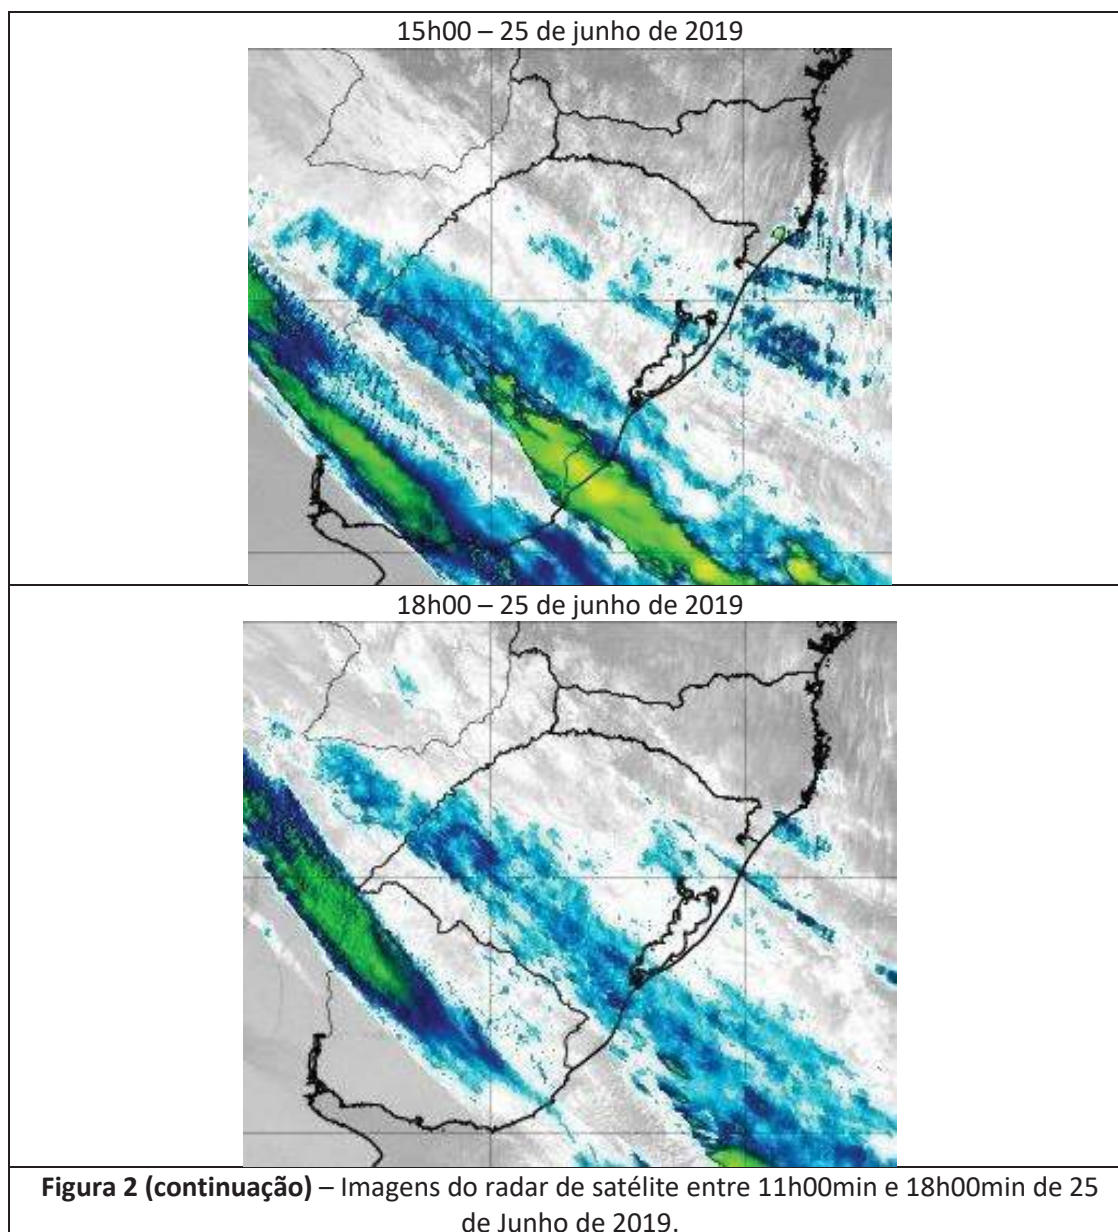 15h00 – 25 de junho de 2019
18h00 – 25 de junho de 2019
Figura 2 (continuação) – Imagens do radar de satélite entre 11h00min e 18h00min de 25
de Junho de 2019.